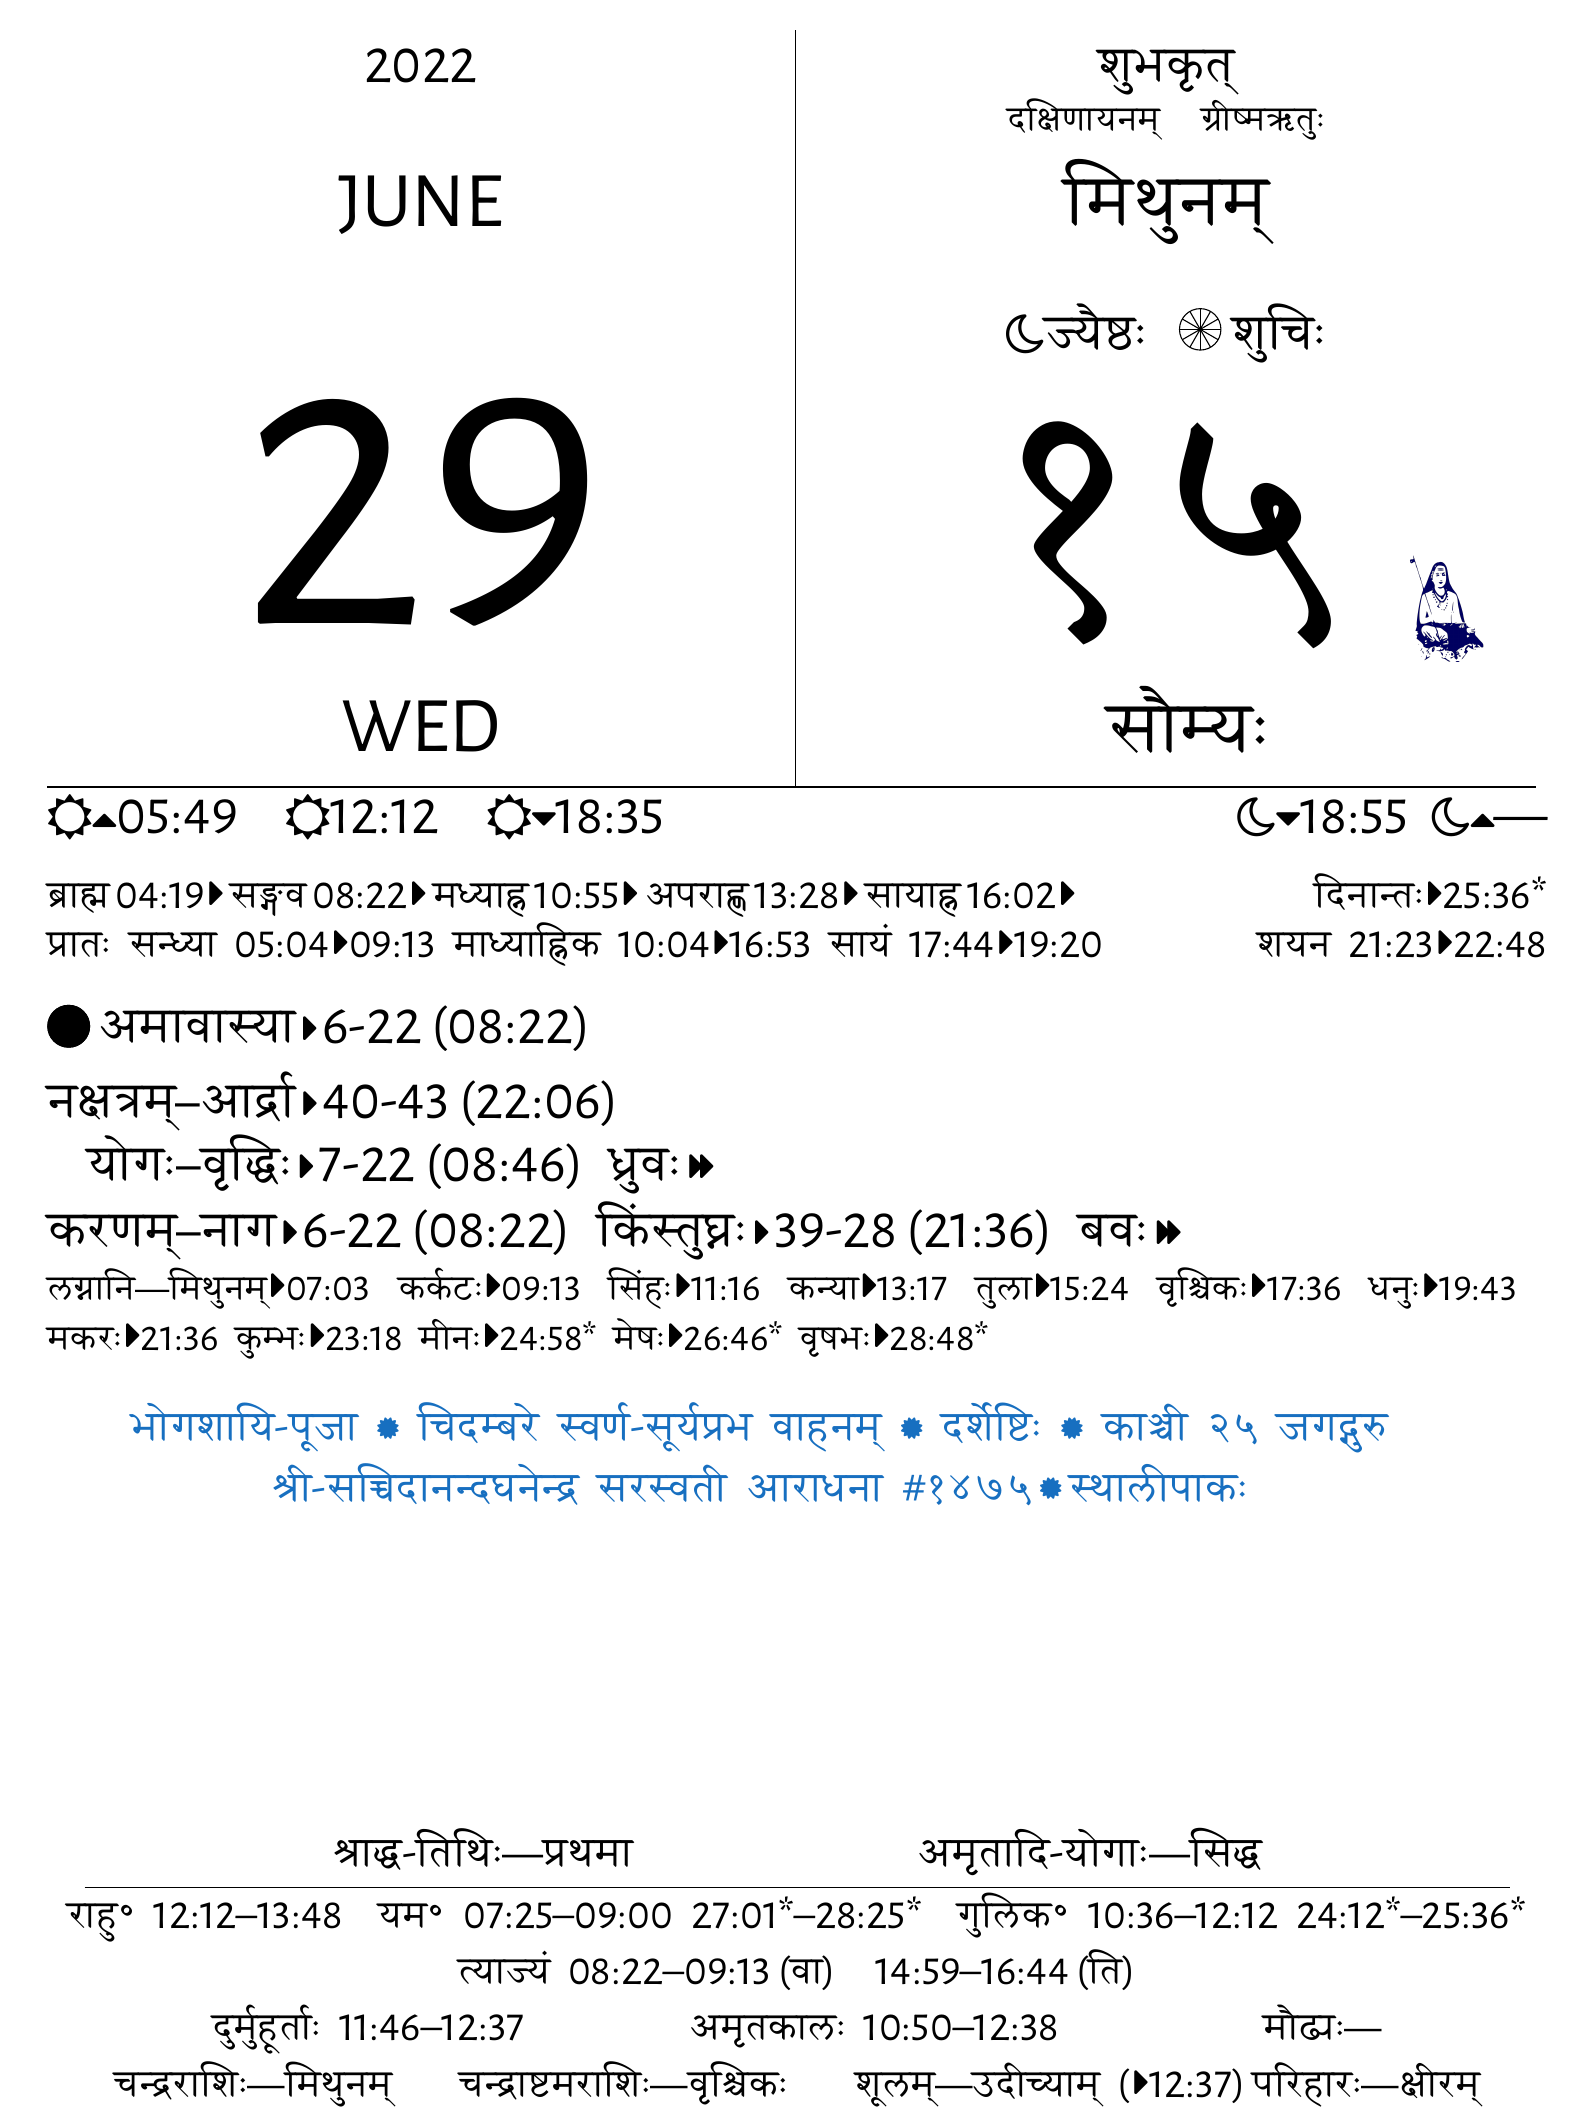 2022
JUNE
29
WED
शुभकृत्
दक्षिणायनम् ग्रीष्मऋतुः
मिथुनम्
ज्यैष्ठः शुचिः
१५
सौम्यः
05:49 12:12 18:35 18:55 —
ब्राह्म 04:19 सङ्गव 08:22 मध्याह्न 10:55 अपराह्ण 13:28 सायाह्न 16:02 दिनान्तः 25:36*
प्रातः सन्ध्या 05:04 09:13 माध्याह्निक 10:04 16:53 सायं 17:44 19:20 शयन 21:23 22:48
अमावास्या 6-22 (08:22)
नक्षत्रम्–आर्द्रा 40-43 (22:06)
योगः–वृद्धिः 7-22 (08:46) ध्रुवः
करणम्–नाग 6-22 (08:22) किंस्तुघ्नः 39-28 (21:36) बवः
लग्नानि—मिथुनम् 07:03 कर्कटः 09:13 सिंहः 11:16 कन्या 13:17 तुला 15:24 वृश्चिकः 17:36 धनुः 19:43
मकरः 21:36 कुम्भः 23:18 मीनः 24:58* मेषः 26:46* वृषभः 28:48*
भोगशायि-पूजा चिदम्बरे स्वर्ण-सूर्यप्रभ वाहनम् दर्शेष्टिः काञ्ची २५ जगद्गुरु
श्री-सच्चिदानन्दघनेन्द्र सरस्वती आराधना #१४७५ स्थालीपाकः
श्राद्ध-तिथिः—प्रथमा अमृतादि-योगाः—सिद्ध
राहु॰ 12:12–13:48 यम॰ 07:25–09:00 27:01*–28:25* गुलिक॰ 10:36–12:12 24:12*–25:36*
त्याज्यं 08:22–09:13 (वा) 14:59–16:44 (ति)
दुर्मुहूर्ताः 11:46–12:37 अमृतकालः 10:50–12:38 मौढ्यः—
चन्द्रराशिः—मिथुनम् चन्द्राष्टमराशिः—वृश्चिकः शूलम्—उदीच्याम् (12:37) परिहारः—क्षीरम्